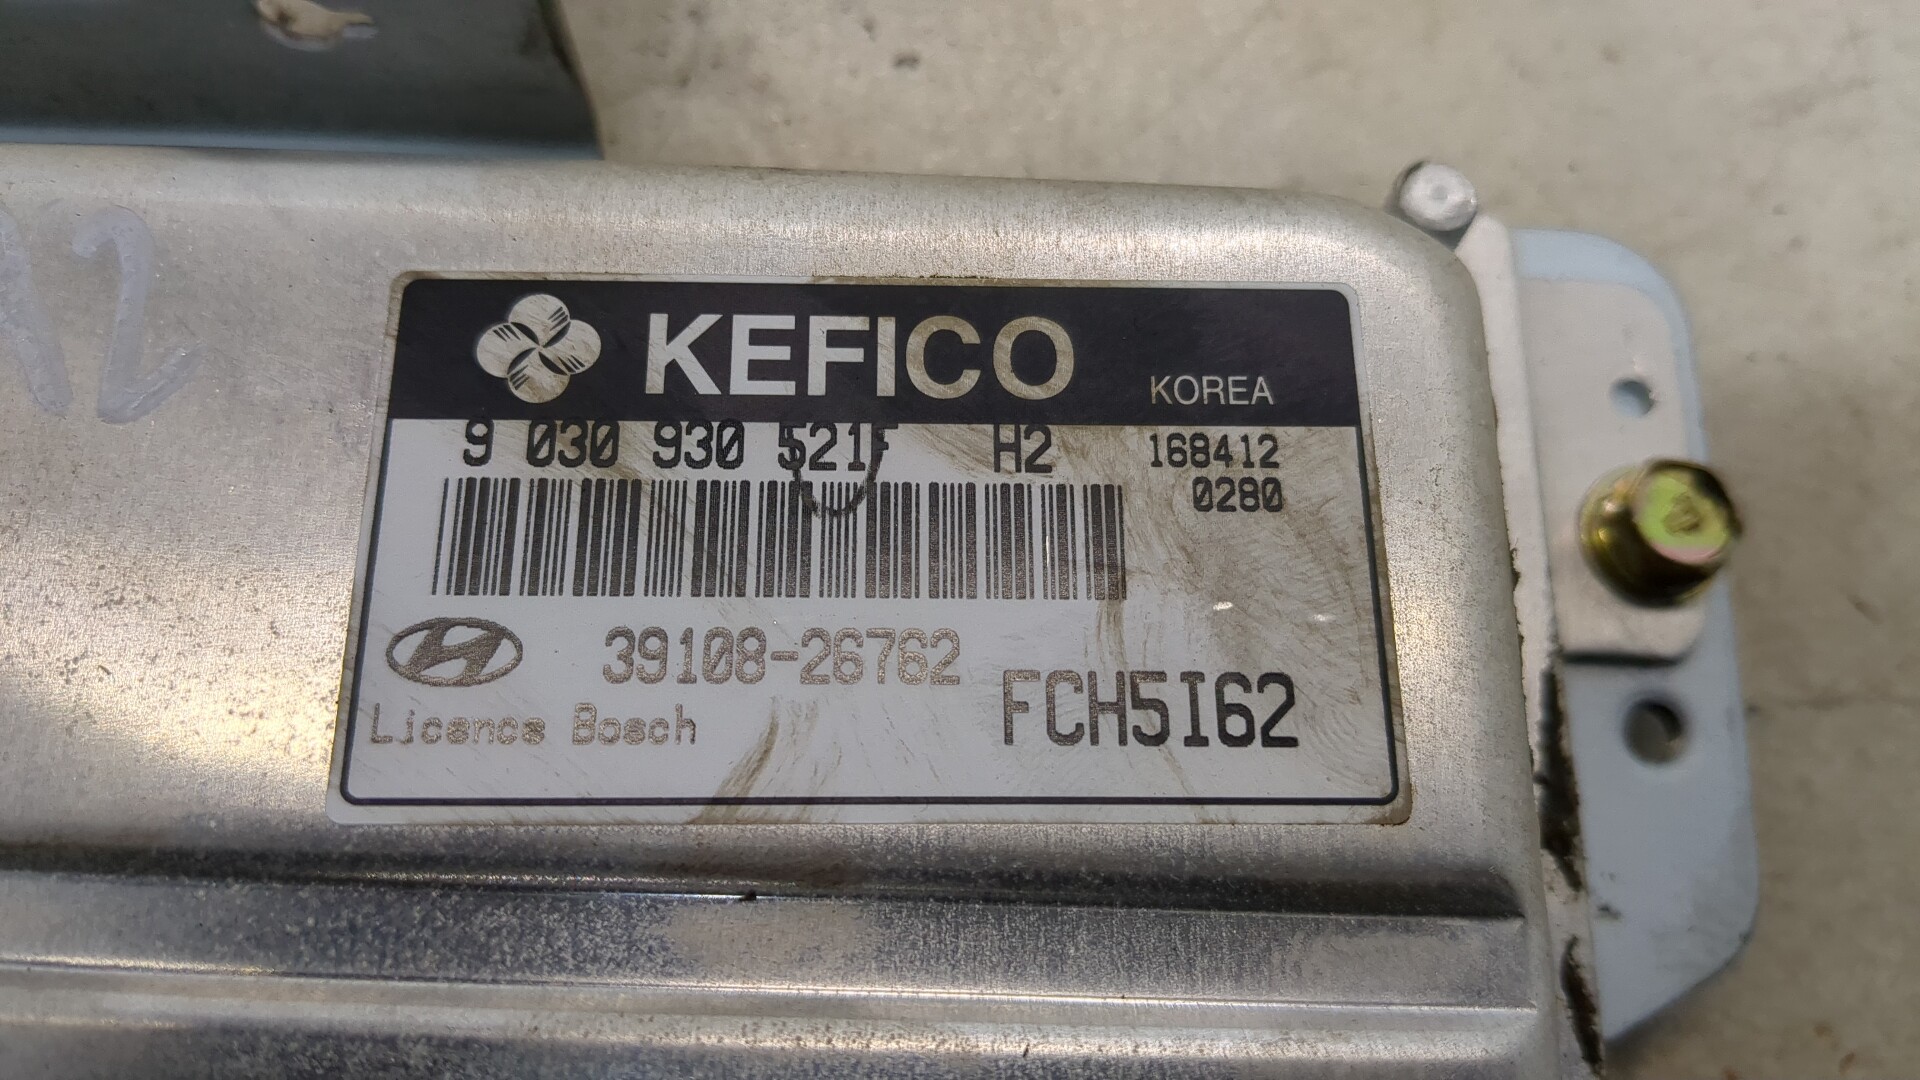 KEFICO KOREA
9 030 930 521F H2 168412
0280
39108-26762
Licence Bosch FCH5I62